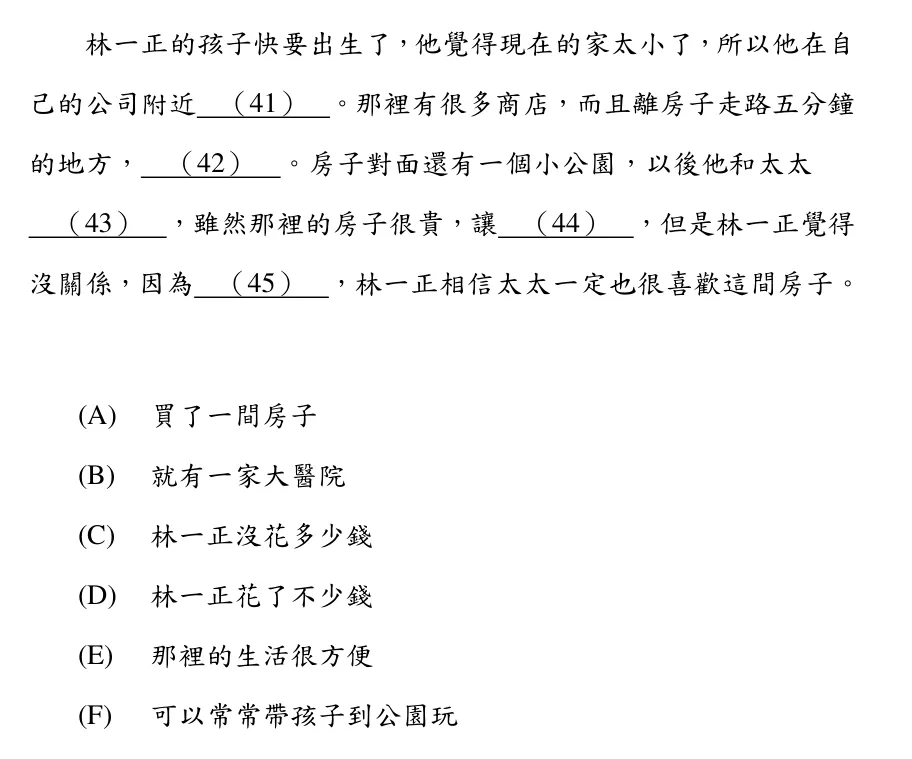 林一正的孩子快要出生了，他覺得現在的家太小了，所以他在自
己的公司附近（41）。那裡有很多商店，而且離房子走路五分鐘
的地方，（42）。房子對面還有一個小公園，以後他和太太
（43），雖然那裡的房子很貴，讓（44），但是林一正覺得
沒關係，因為（45），林一正相信太太一定也很喜歡這間房子。
(A) 買了一間房子
(B) 就有一家大醫院
(C) 林一正沒花多少錢
(D) 林一正花了不少錢
(E) 那裡的生活很方便
(F) 可以常常帶孩子到公園玩